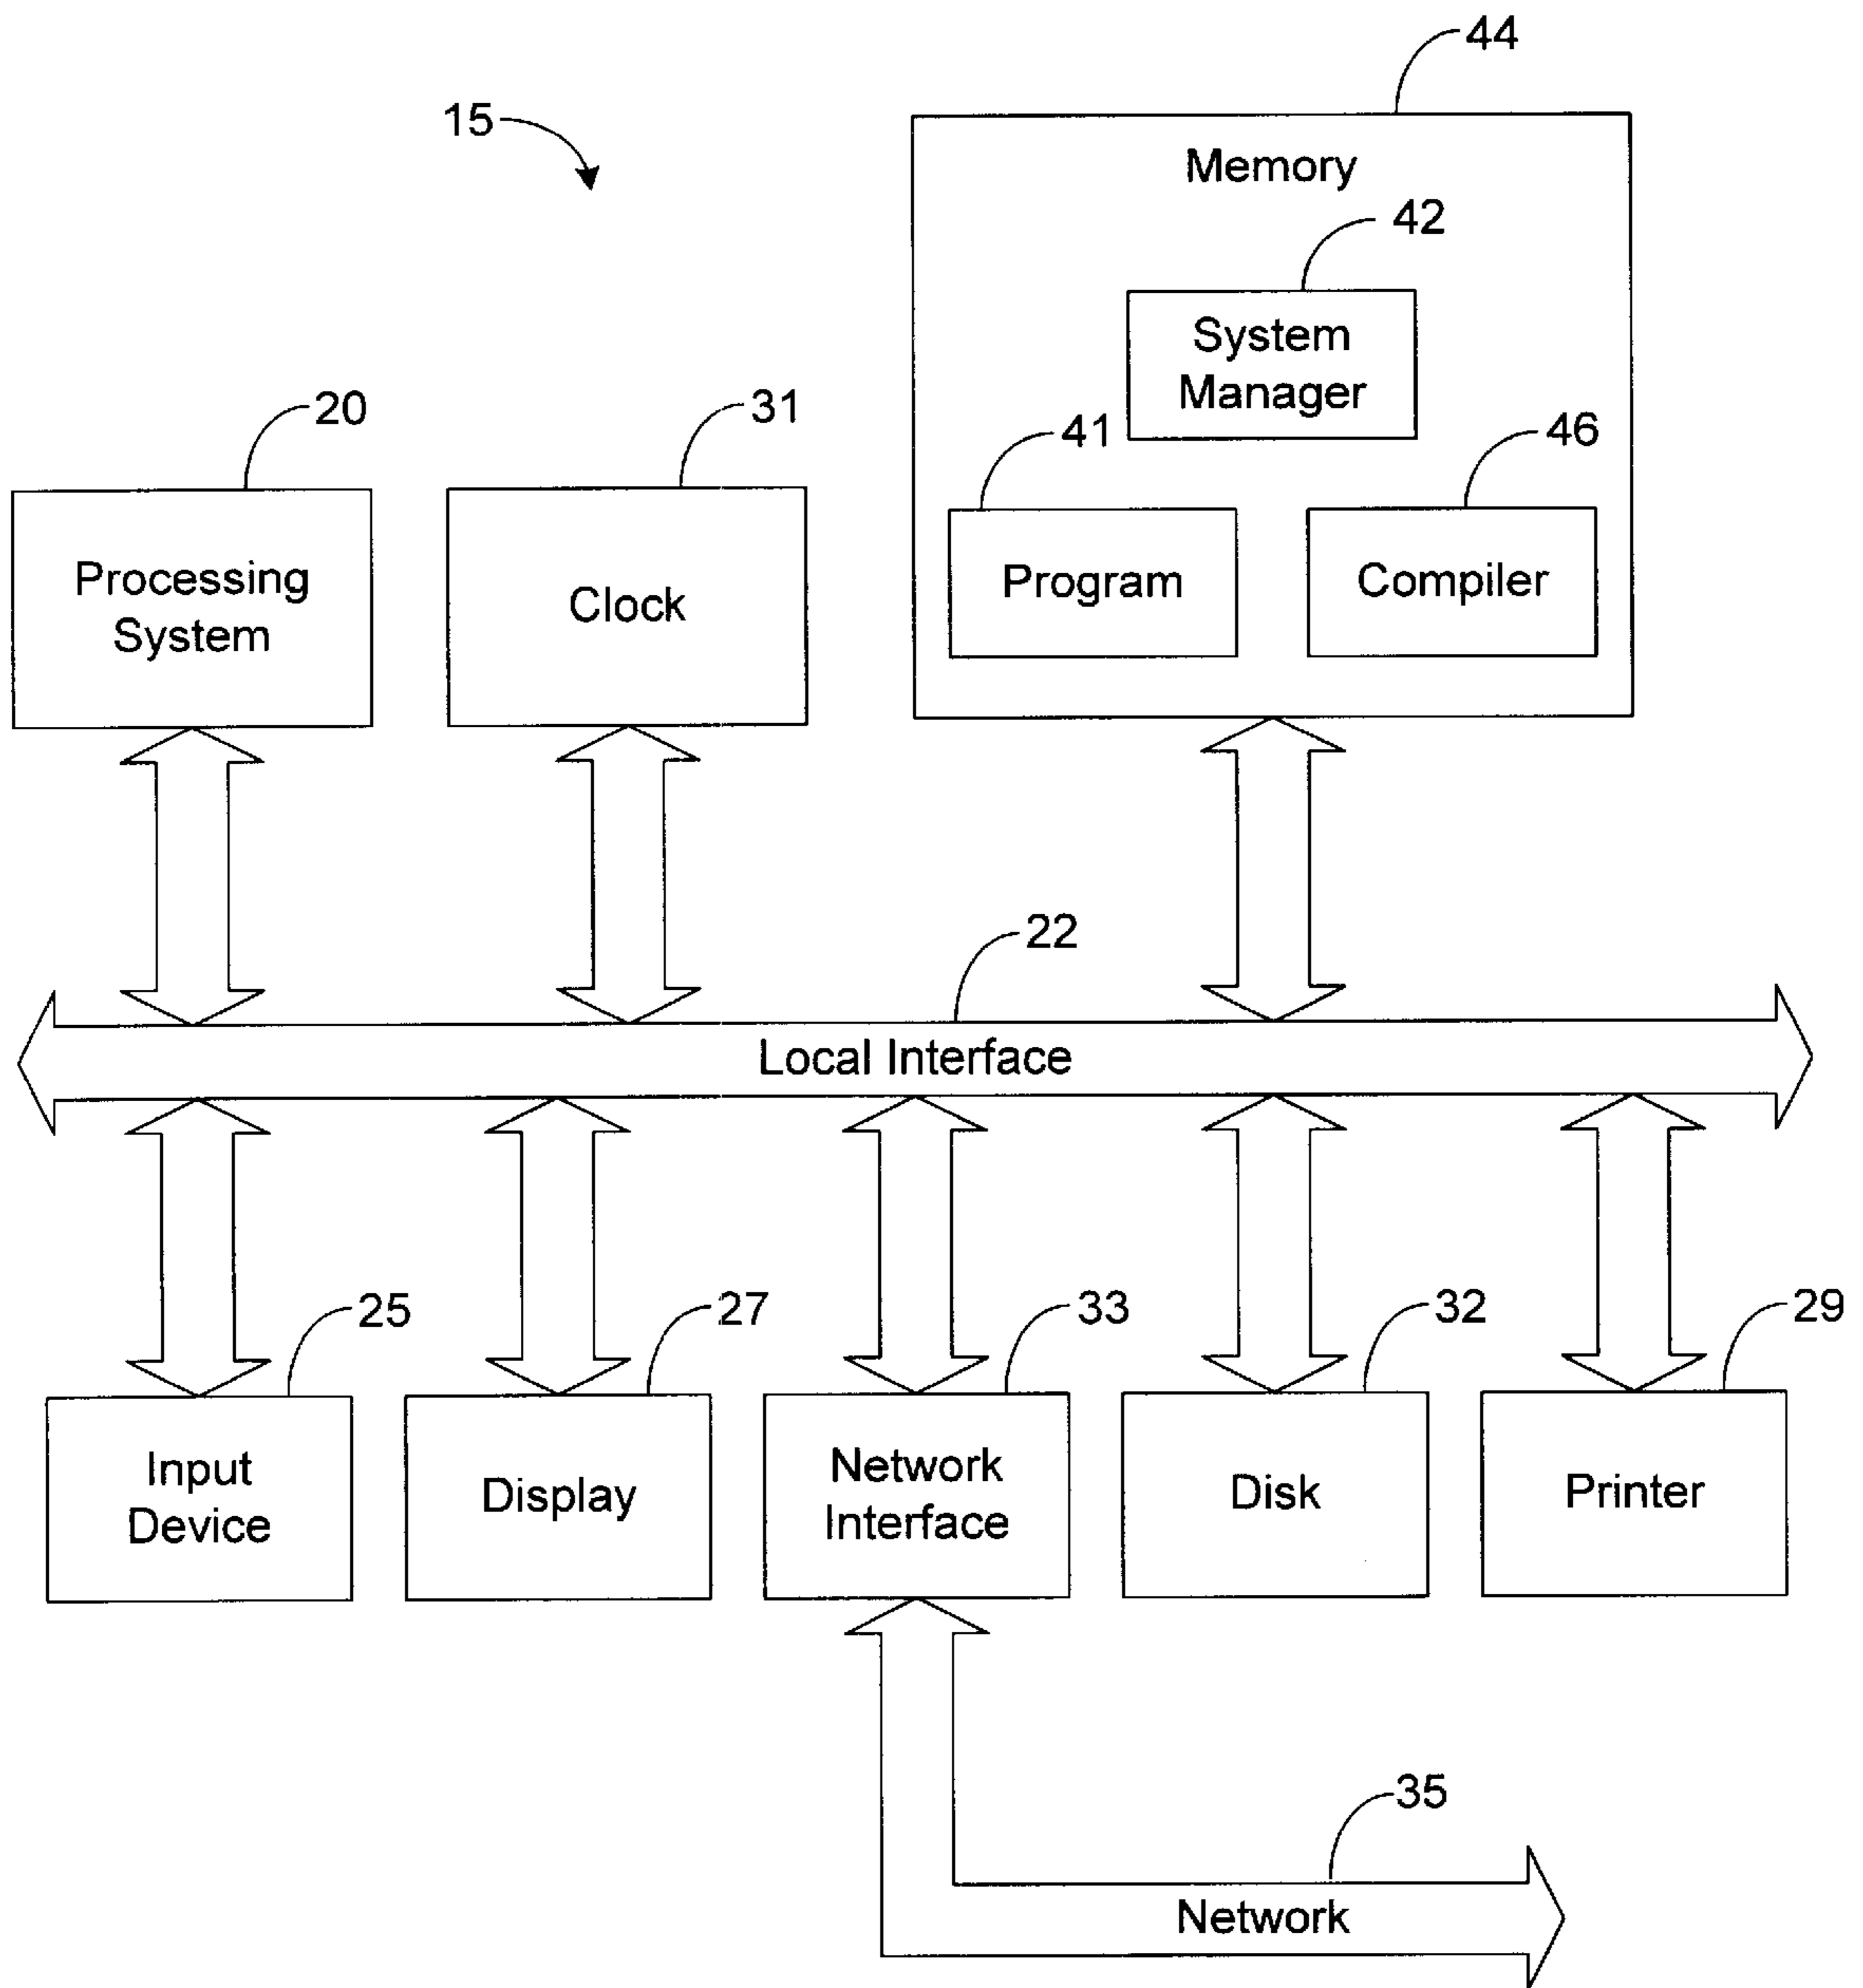 44
15
Memory
42
System
Manager
20
31
41
46
Processing
System
Clock
Program
Compiler
22
Local Interface
25
27
33
32
29
Input
Device
Display
Network
Interface
Disk
Printer
35
Network